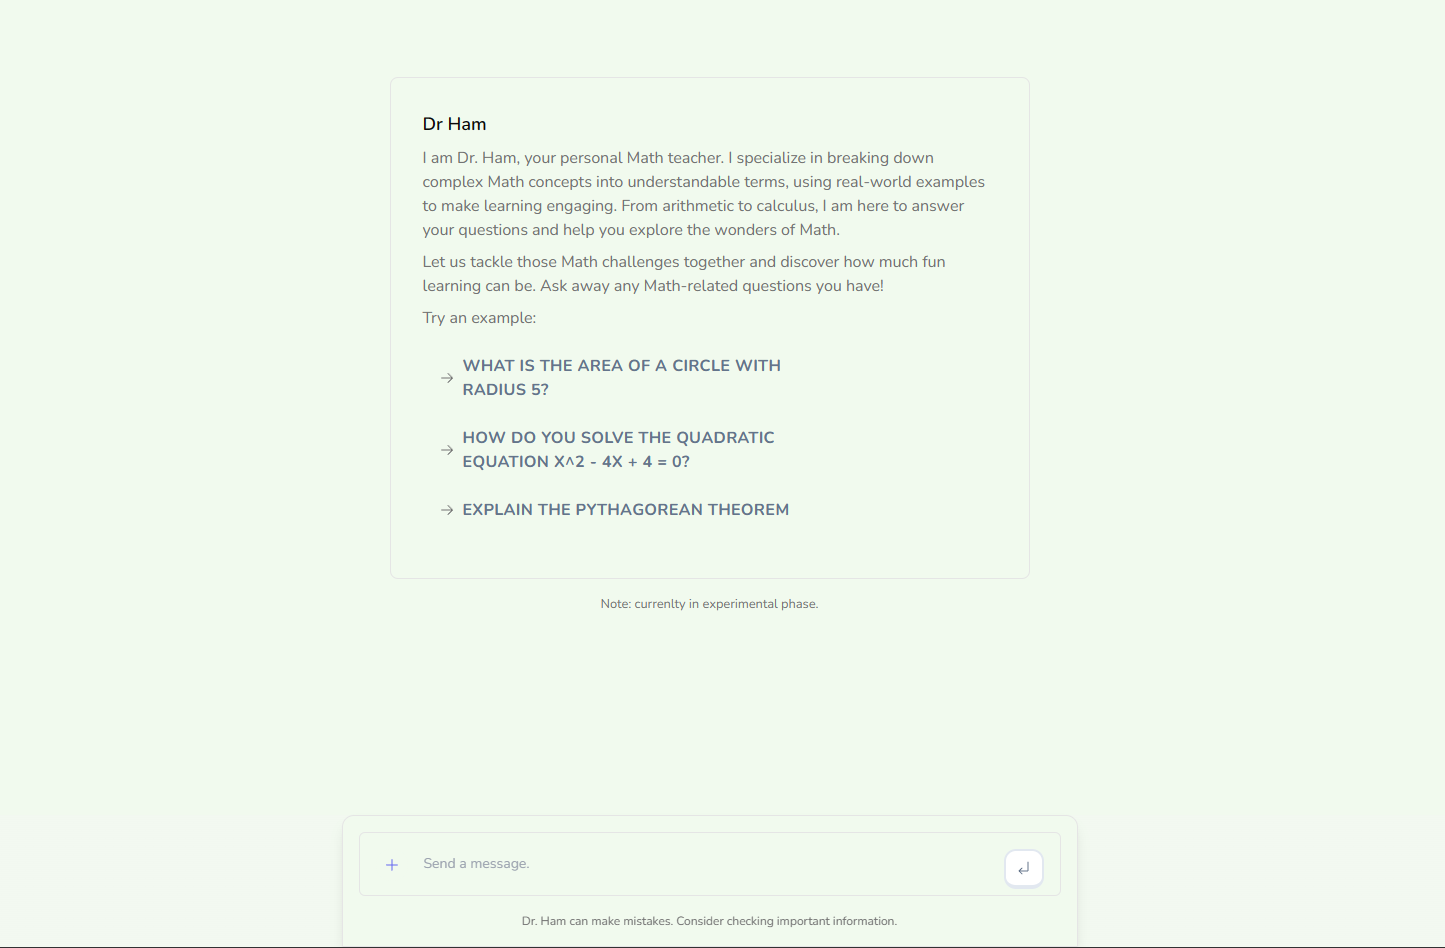 Dr Ham
I am Dr. Ham, your personal Math teacher. I specialize in breaking down
complex Math concepts into understandable terms, using real-world examples
to make learning engaging. From arithmetic to calculus, I am here to answer
your questions and help you explore the wonders of Math.
Let us tackle those Math challenges together and discover how much fun
learning can be. Ask away any Math-related questions you have!
Try an example:
WHAT IS THE AREA OF A CIRCLE WITH
RADIUS 5?
HOW DO YOU SOLVE THE QUADRATIC
EQUATION X^2 - 4X + 4 = 0?
EXPLAIN THE PYTHAGOREAN THEOREM
Note: currenlty in experimental phase.
Send a message.
Dr. Ham can make mistakes. Consider checking important information.